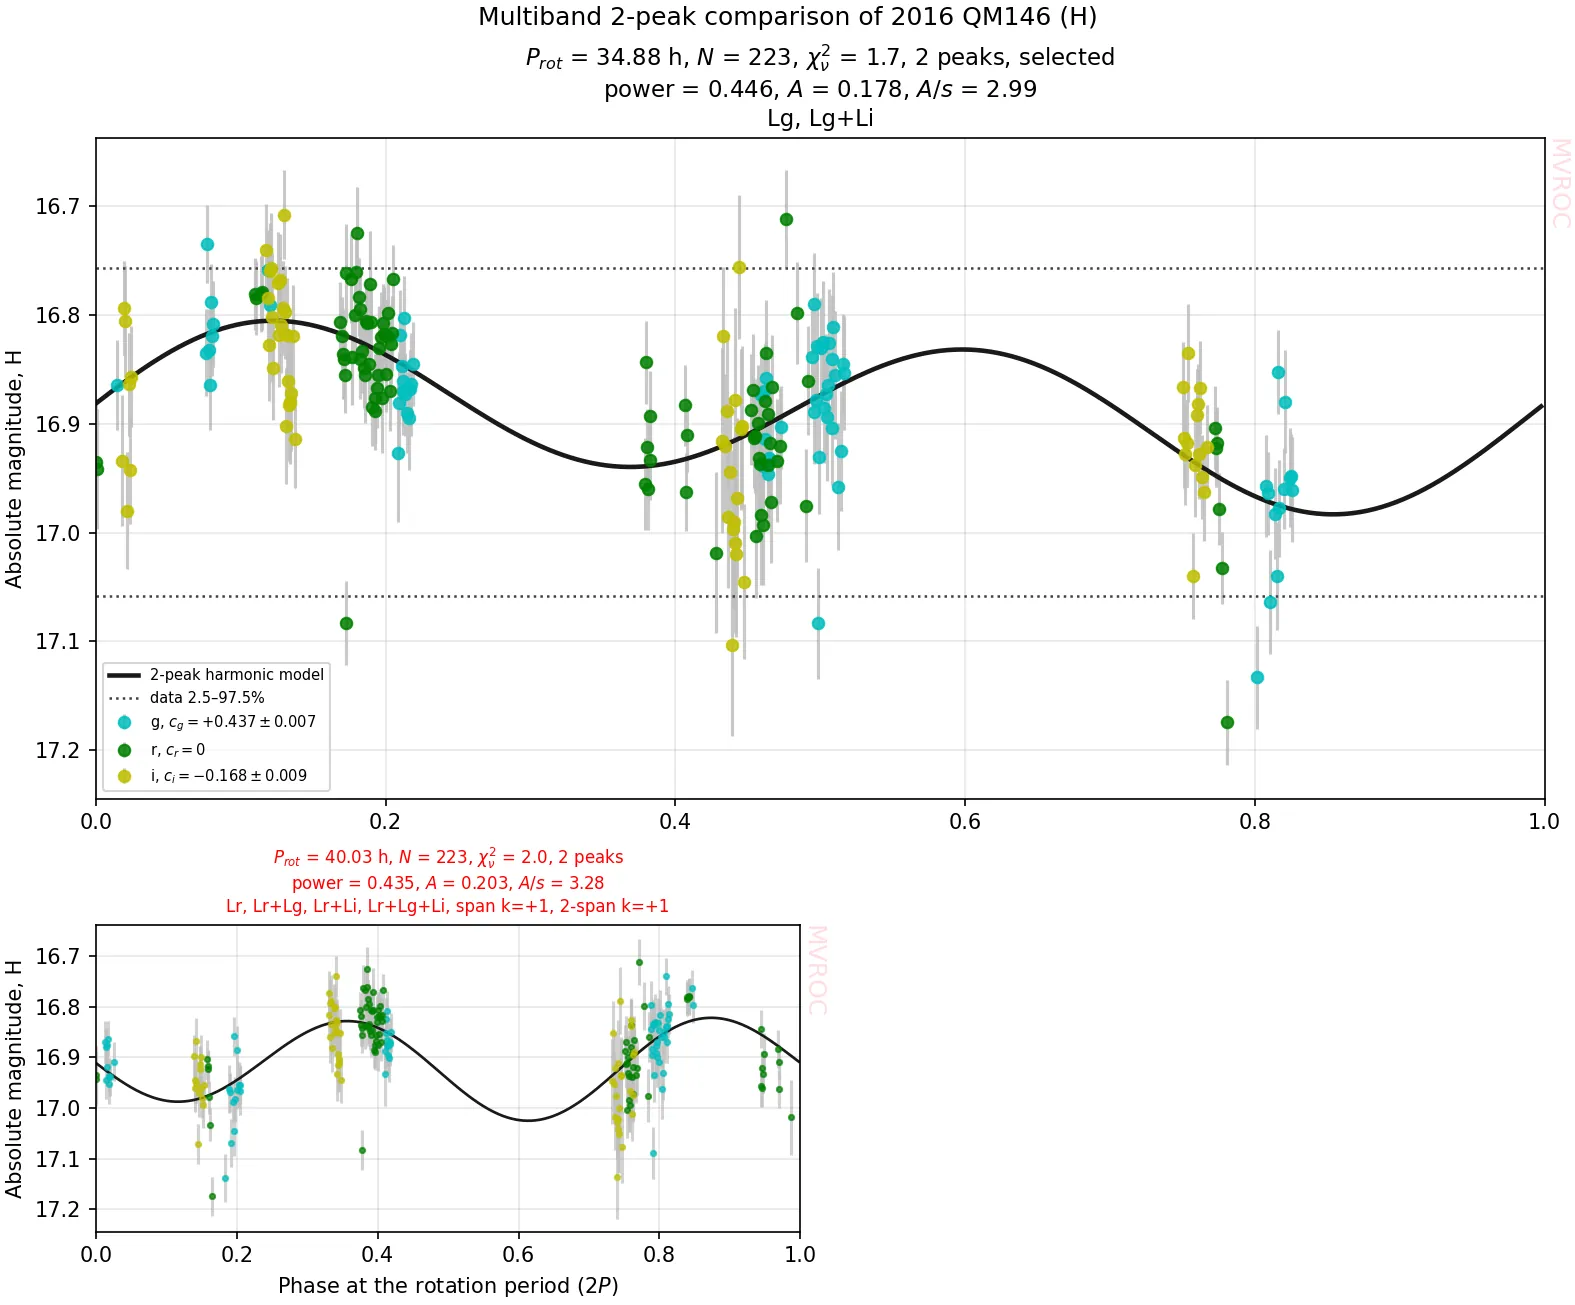 Multiband 2-peak comparison of 2016 QM146 (H)
P_rot = 34.88 h, N = 223, χ²_ν = 1.7, 2 peaks, selected
power = 0.446, A = 0.178, A/s = 2.99
Lg, Lg+Li
MVROC
Absolute magnitude, H
16.7
16.8
16.9
17.0
17.1
17.2
2-peak harmonic model
data 2.5–97.5%
g, c_g = +0.437 ± 0.007
r, c_r = 0
i, c_i = −0.168 ± 0.009
0.0 0.2 0.4 0.6 0.8 1.0
P_rot = 40.03 h, N = 223, χ²_ν = 2.0, 2 peaks
power = 0.435, A = 0.203, A/s = 3.28
Lr, Lr+Lg, Lr+Li, Lr+Lg+Li, span k=+1, 2-span k=+1
MVROC
Absolute magnitude, H
16.7
16.8
16.9
17.0
17.1
17.2
0.0 0.2 0.4 0.6 0.8 1.0
Phase at the rotation period (2P)